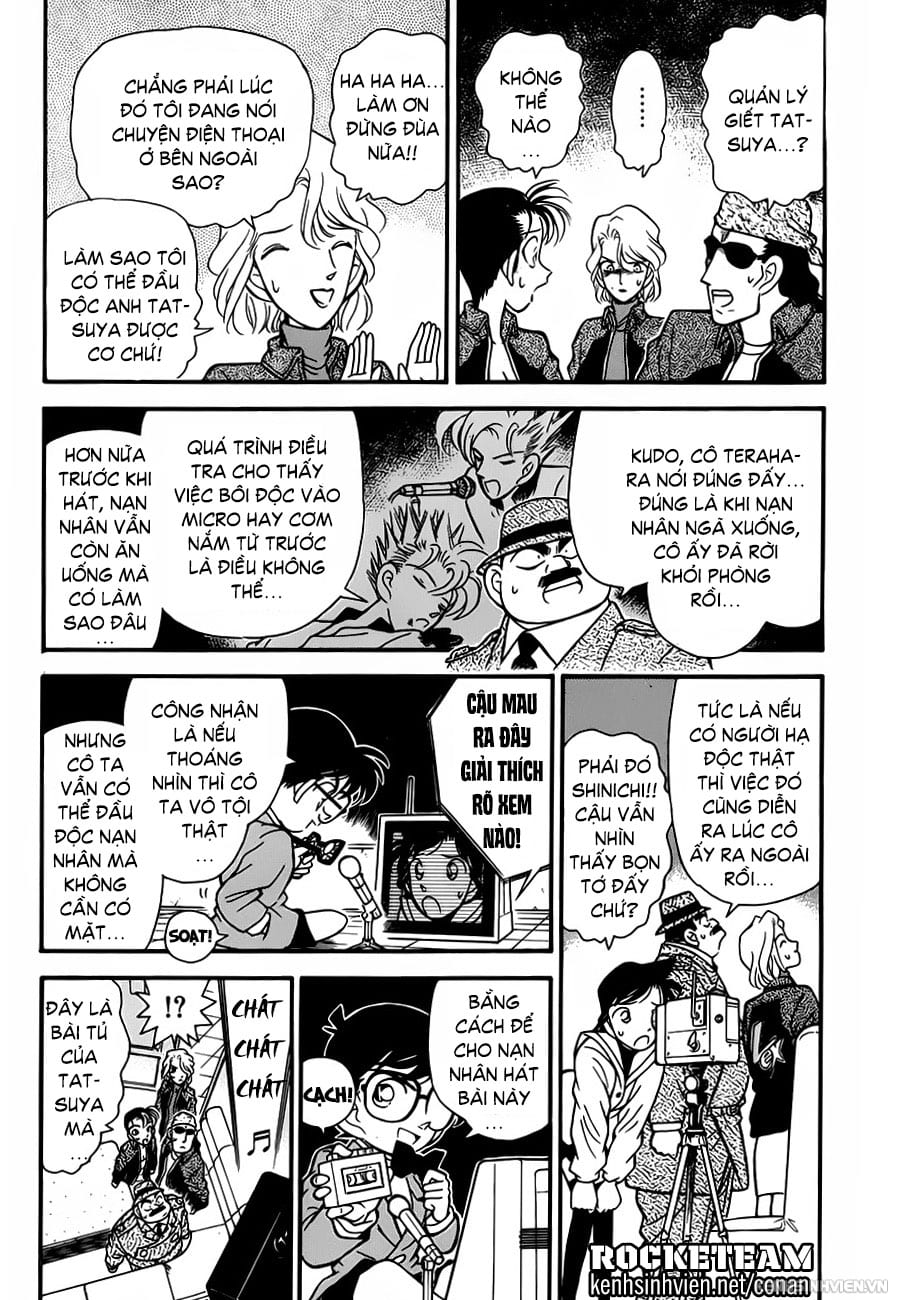 QUẢN LÝ
GIẾT TAT-
SUYA...?
.......
KHÔNG
THỂ
NÀO
...
HA HA HA...
LÀM ƠN
ĐỪNG ĐÙA
NỮA!!
CHẲNG PHẢI LÚC
ĐÓ TÔI ĐANG NÓI
CHUYỆN ĐIỆN THOẠI
Ở BÊN NGOÀI
SAO?
LÀM SAO TÔI
CÓ THỂ ĐẦU
ĐỘC ANH TAT-
SUYA ĐƯỢC
CƠ CHỨ!
KUDO, CÔ TERAHA-
RA NÓI ĐÚNG ĐẤY...
ĐÚNG LÀ KHI NẠN
NHÂN NGÃ XUỐNG,
CÔ ẤY ĐÃ RỜI
KHỎI PHÒNG
RỒI...
QUÁ TRÌNH ĐIỀU
TRA CHO THẤY
VIỆC BÔI ĐỘC VÀO
MICRO HAY CƠM
NẮM TỪ TRƯỚC
LÀ ĐIỀU KHÔNG
THỂ...
HƠN NỮA
TRƯỚC KHI
HÁT, NẠN
NHÂN VẪN
CÒN ĂN
UỐNG MÀ
CÓ LÀM
SAO ĐÂU
...
TỨC LÀ NẾU
CÓ NGƯỜI HẠ
ĐỘC THẬT
THÌ VIỆC ĐÓ
CŨNG DIỄN
RA LÚC CÔ
ẤY RA NGOÀI
RỒI...
PHẢI ĐÓ
SHINICHI!!
CẬU VẪN
NHÌN
THẤY BỌN
TỚ ĐẤY
CHỨ?
CẬU MAU
RA ĐÂY
GIẢI THÍCH
RÕ XEM
NÀO!
CÔNG NHẬN
LÀ NẾU
THOÁNG
NHÌN THÌ CÔ
TA VÔ TỘI
THẬT
...
SOẠT!
NHƯNG
CÔ TA
VẪN CÓ
THỂ ĐẦU
ĐỘC NẠN
NHÂN MÀ
KHÔNG
CẦN CÓ
MẶT...
BẰNG
CÁCH ĐỂ
CHO NẠN
NHÂN HÁT
BÀI NÀY
...
CẠCH!
CHÁT
CHÁT
CHÁT
!?
ĐÂY LÀ
BÀI TỦ
CỦA
TAT-
SUYA
MÀ
...
ROCKETEAM
kenhsinhvien.net/conan